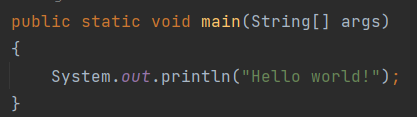 public static void main(String[] args)
{
    System.out.println("Hello world!");
}